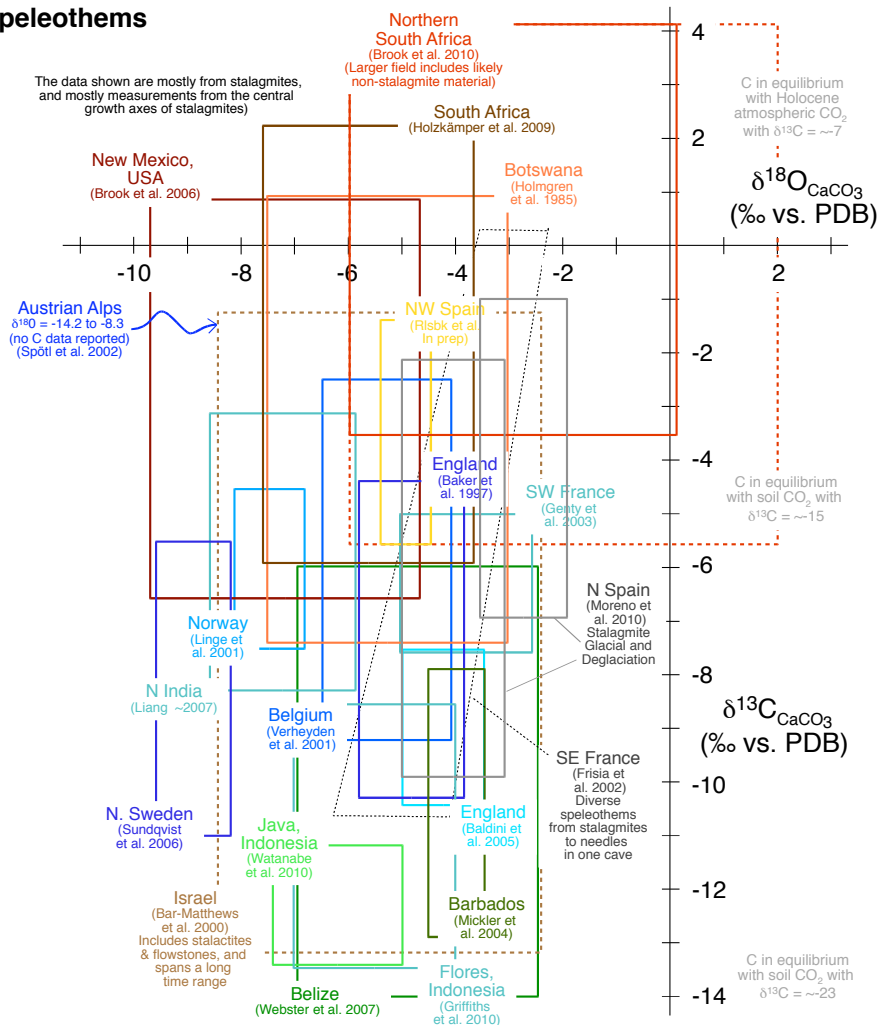 peleothems
The data shown are mostly from stalagmites,
and mostly measurements from the central
growth axes of stalagmites)
Northern
South Africa
(Brook et al. 2010)
(Larger field includes likely
non-stalagmite material)
4
C in equilibrium
with Holocene
atmospheric CO2
with δ13C = ~-7
South Africa
(Holzkämper et al. 2009)
2
New Mexico,
USA
(Brook et al. 2006)
Botswana
(Holmgren
et al. 1985)
δ18OCaCO3
(‰ vs. PDB)
-10
-8
-6
-4
-2
2
Austrian Alps
δ180 = -14.2 to -8.3
(no C data reported)
(Spötl et al. 2002)
NW Spain
(RIsbk et al.
In prep)
-2
-4
England
(Baker et
al. 1997)
SW France
(Genty et
al. 2003)
C in equilibrium
with soil CO2 with
δ13C = ~-15
-6
N Spain
(Moreno et
al. 2010)
Stalagmite
Glacial and
Deglaciation
Norway
(Linge et
al. 2001)
-8
N India
(Liang ~2007)
Belgium
(Verheyden
et al. 2001)
δ13CCaCO3
(‰ vs. PDB)
SE France
(Frisia et
al. 2002)
Diverse
speleothems
from stalagmites
to needles
in one cave
-10
N. Sweden
(Sundqvist
et al. 2006)
Java,
Indonesia
(Watanabe
et al. 2010)
England
(Baldini et
al. 2005)
-12
Israel
(Bar-Matthews
et al. 2000)
Includes stalactites
& flowstones, and
spans a long
time range
Barbados
(Mickler et
al. 2004)
C in equilibrium
with soil CO2 with
δ13C = ~-23
-14
Belize
(Webster et al. 2007)
Flores,
Indonesia
(Griffiths
et al. 2010)